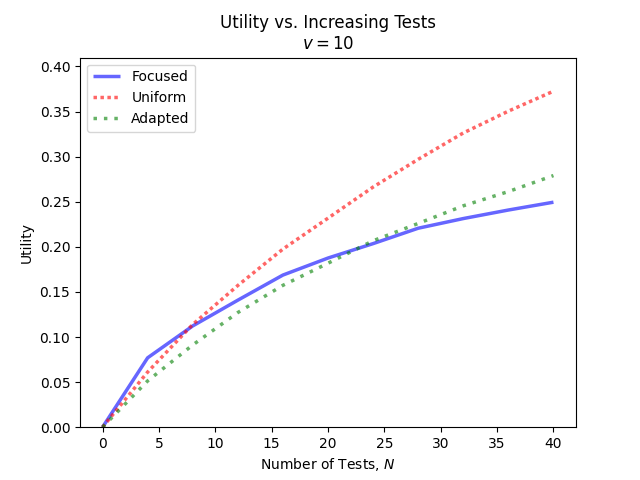 Utility vs. Increasing Tests
v = 10
Focused
Uniform
Adapted
Utility
0.40
0.35
0.30
0.25
0.20
0.15
0.10
0.05
0.00
0 5 10 15 20 25 30 35 40
Number of Tests, N